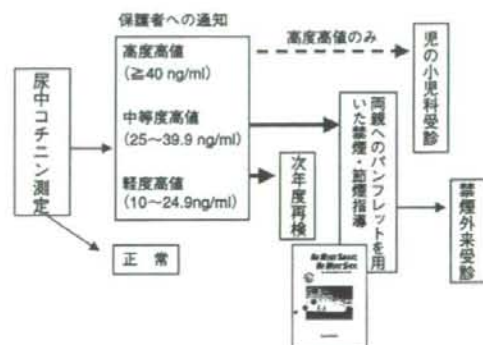 保護者への通知
高度高値
(≧40 ng/ml)
中等度高値
(25～39.9 ng/ml)
軽度高値
(10～24.9ng/ml)
高度高値のみ
尿中コチニン測定
正 常
次年度再検
両親へのパンフレットを用
いた禁煙・節煙指導
児の小児科受診
禁煙外来受診